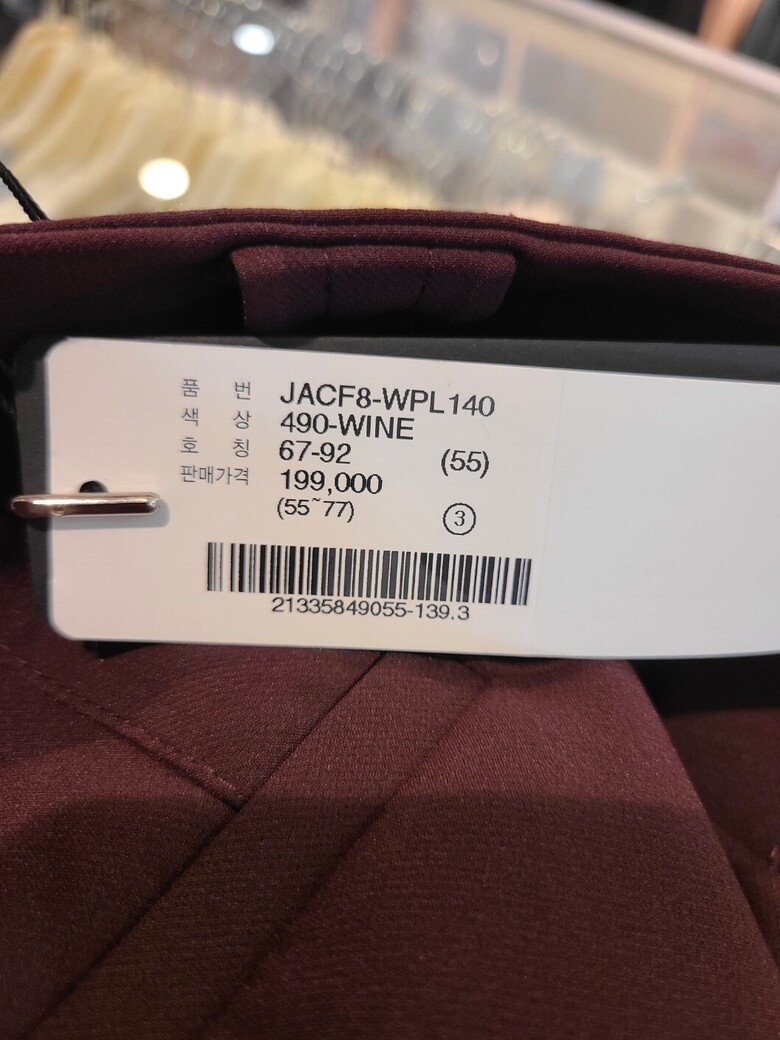 품 번 JACF8-WPL140
색 상 490-WINE
호 칭 67-92 (55)
판매가격 199,000
(55~77) ③
21335849055-139.3